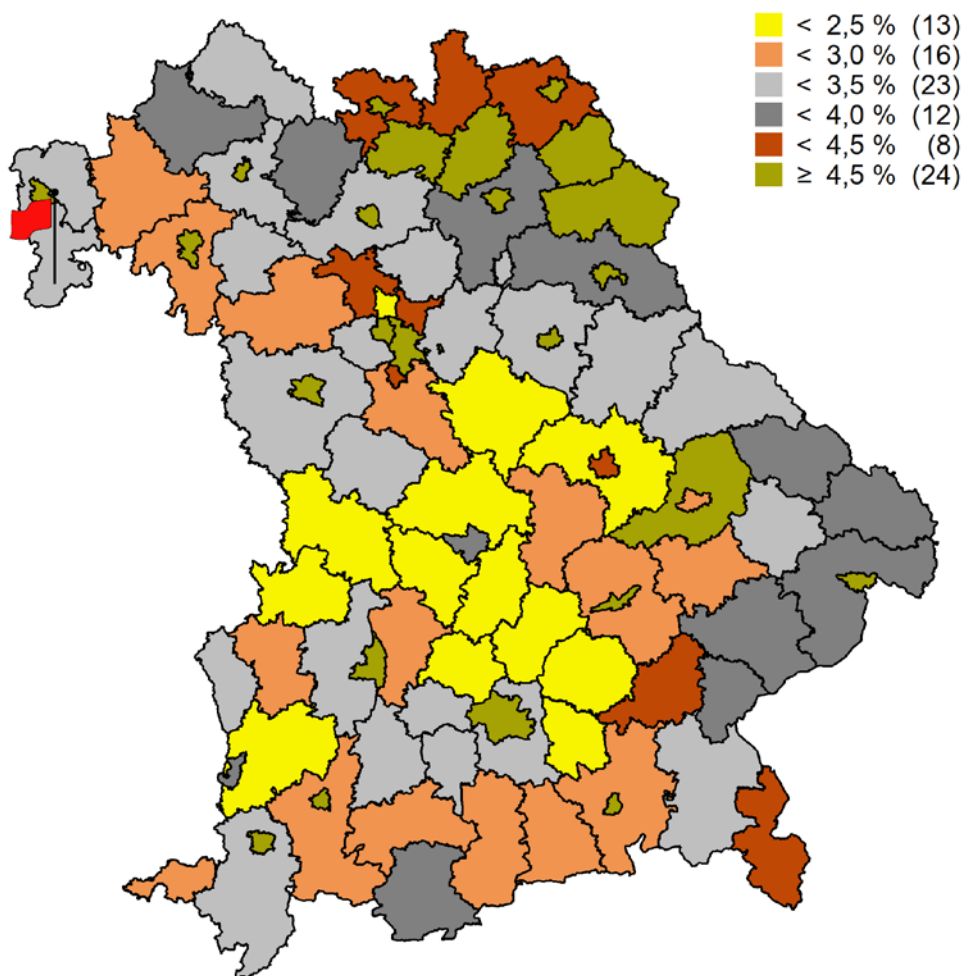 < 2,5 % (13)
< 3,0 % (16)
< 3,5 % (23)
< 4,0 % (12)
< 4,5 % (8)
≥ 4,5 % (24)